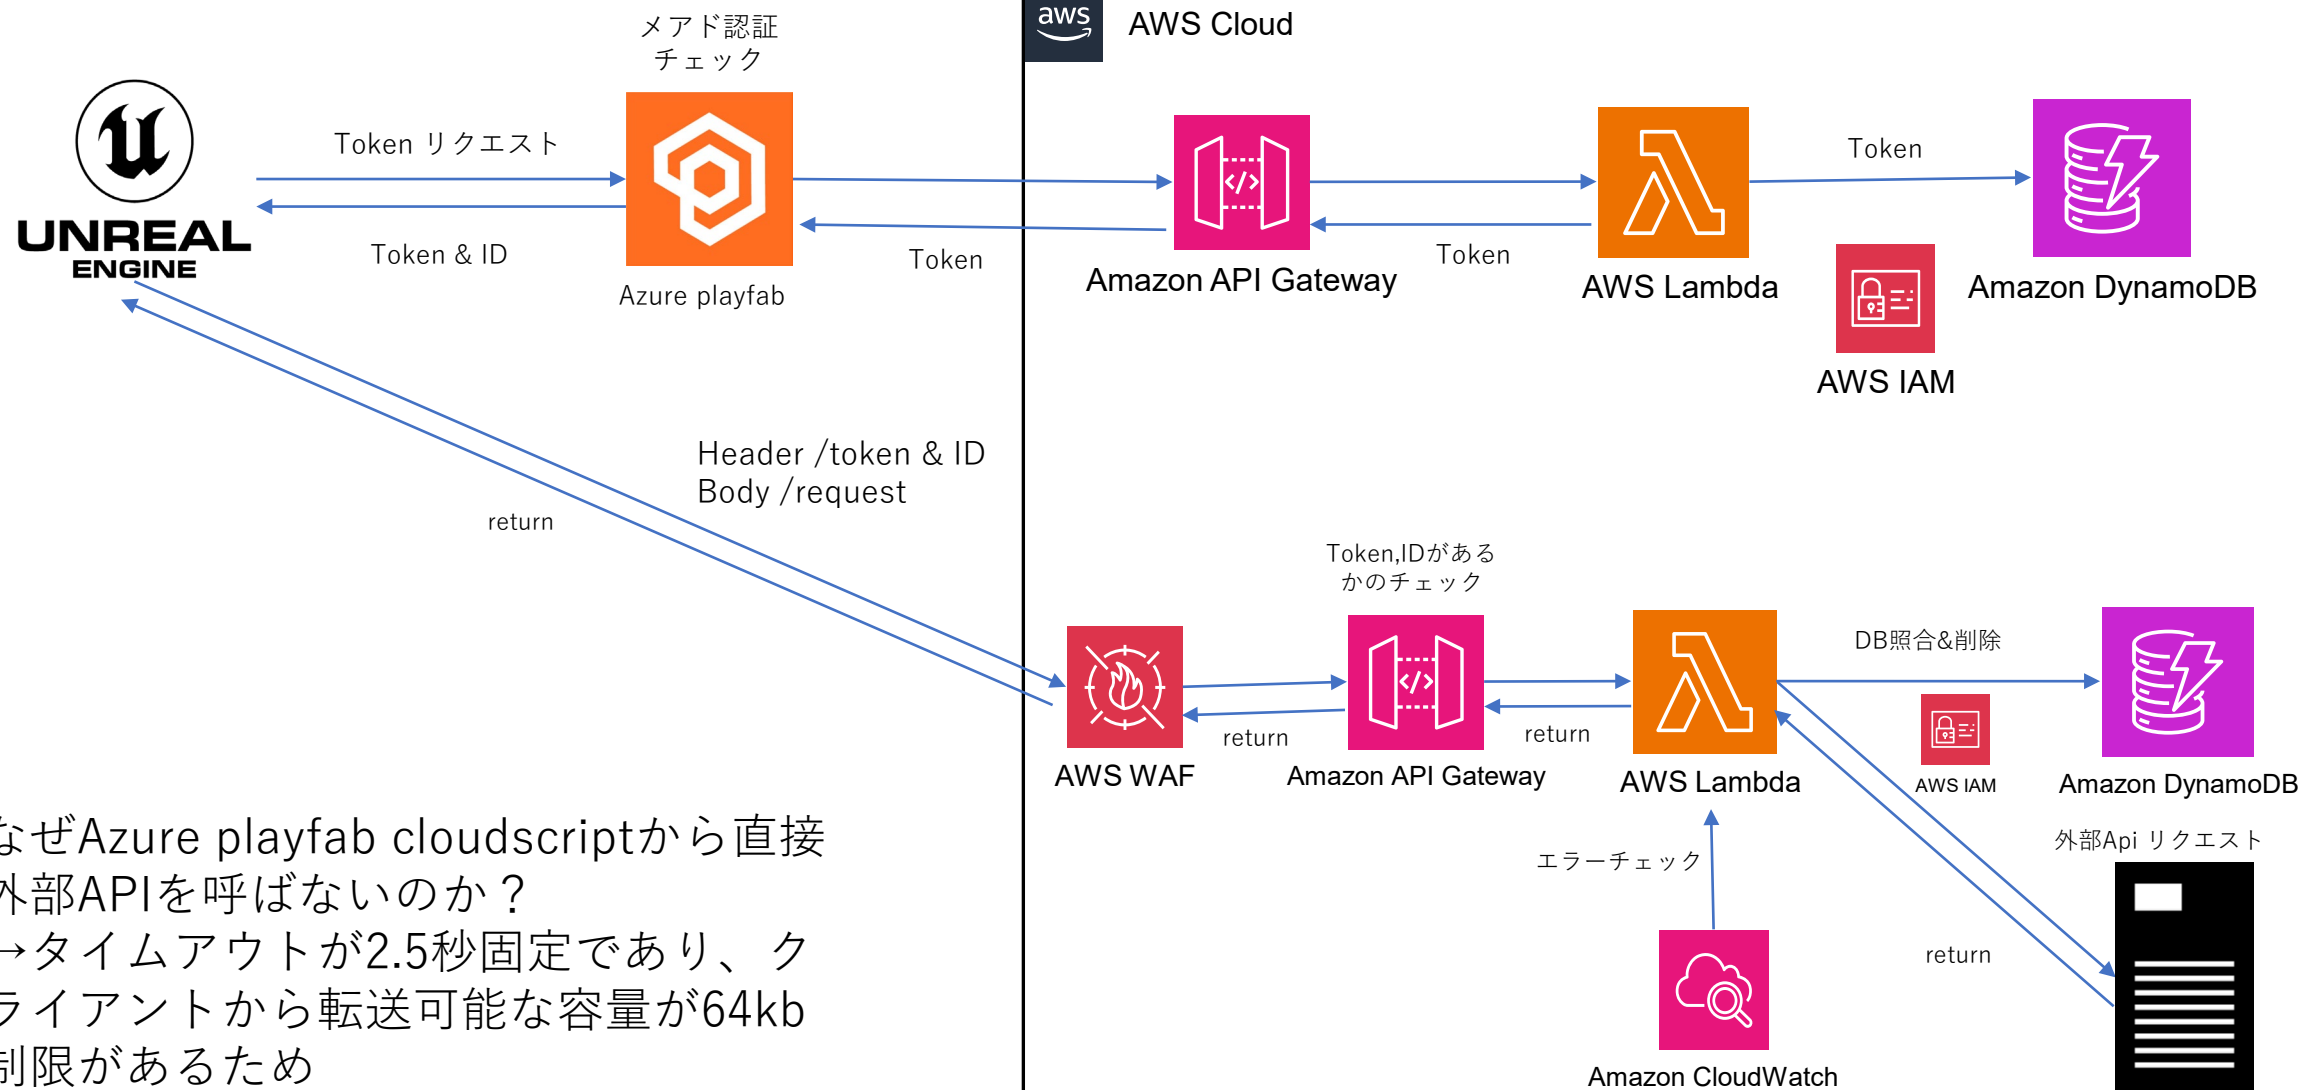 メアド認証
チェック
aws
AWS Cloud
UNREAL
ENGINE
Token リクエスト
Token & ID
Azure playfab
Token
Amazon API Gateway
Token
AWS Lambda
Token
Amazon DynamoDB
AWS IAM
Header /token & ID
Body /request
return
Token,IDがある
かのチェック
AWS WAF
return
Amazon API Gateway
return
AWS Lambda
DB照合&削除
AWS IAM
Amazon DynamoDB
外部Api リクエスト
return
エラーチェック
Amazon CloudWatch
なぜAzure playfab cloudscriptから直接
外部APIを呼ばないのか？
→タイムアウトが2.5秒固定であり、ク
ライアントから転送可能な容量が64kb
制限があるため